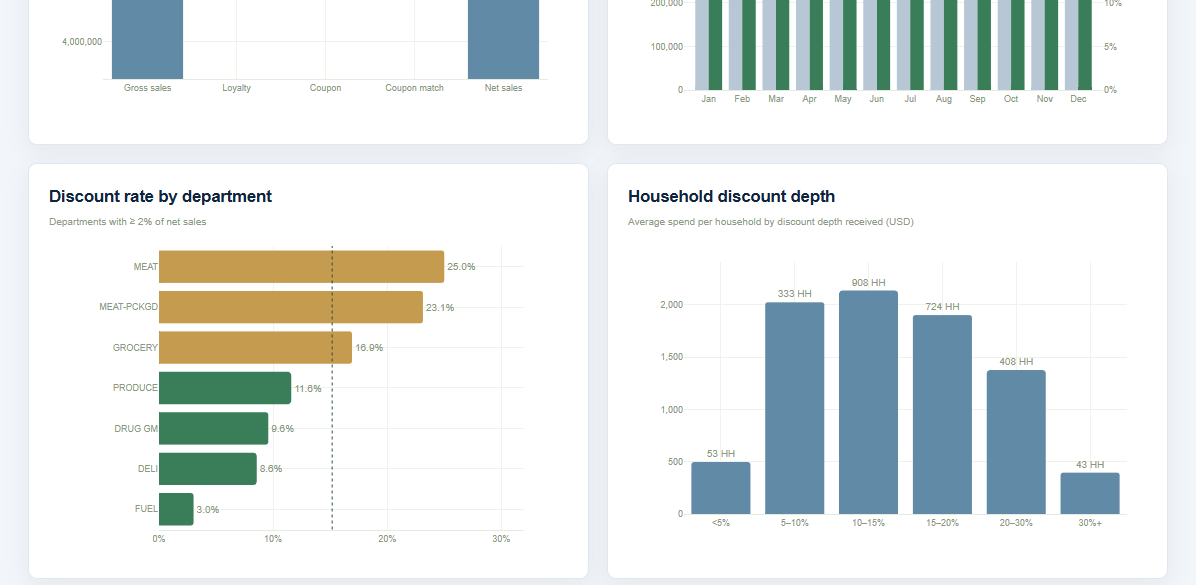 4,000,000
Gross sales Loyalty Coupon Coupon match Net sales
200,000 10%
100,000 5%
0 0%
Jan Feb Mar Apr May Jun Jul Aug Sep Oct Nov Dec
Discount rate by department
Departments with ≥ 2% of net sales
MEAT 25.0%
MEAT-PCKGD 23.1%
GROCERY 16.9%
PRODUCE 11.6%
DRUG GM 9.6%
DELI 8.6%
FUEL 3.0%
0% 10% 20% 30%
Household discount depth
Average spend per household by discount depth received (USD)
908 HH
333 HH
2,000 724 HH
1,500
408 HH
1,000
53 HH
500
43 HH
0
<5% 5–10% 10–15% 15–20% 20–30% 30%+